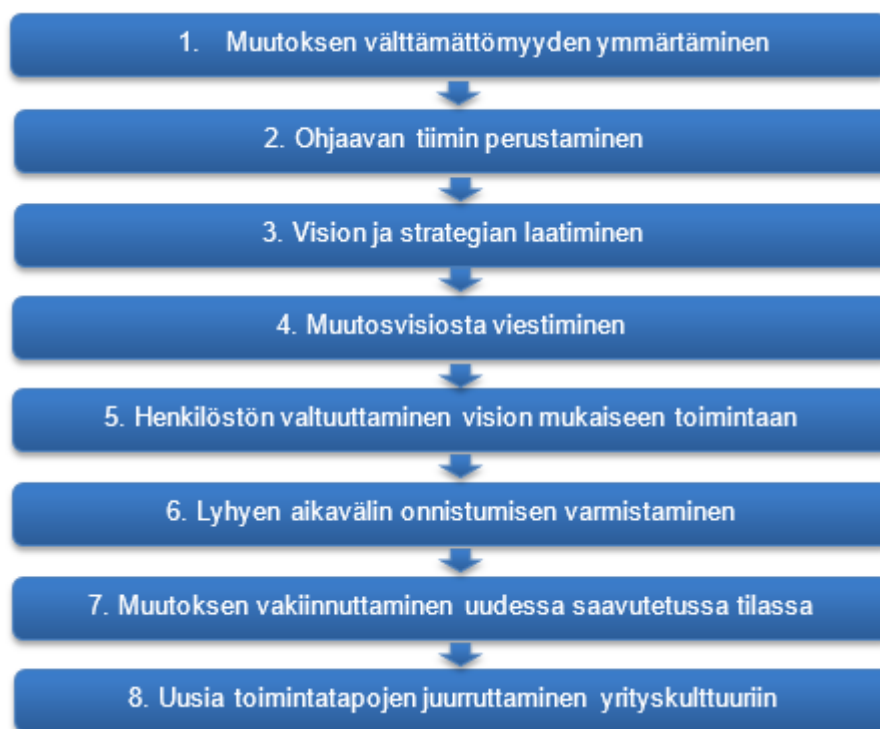 1. Muutoksen välttämättömyyden ymmärtäminen
2. Ohjaavan tiimin perustaminen
3. Vision ja strategian laatiminen
4. Muutosvisiosta viestiminen
5. Henkilöstön valtuuttaminen vision mukaiseen toimintaan
6. Lyhyen aikavälin onnistumisen varmistaminen
7. Muutoksen vakiinnuttaminen uudessa saavutetussa tilassa
8. Uusia toimintatapojen juurruttaminen yrityskulttuuriin